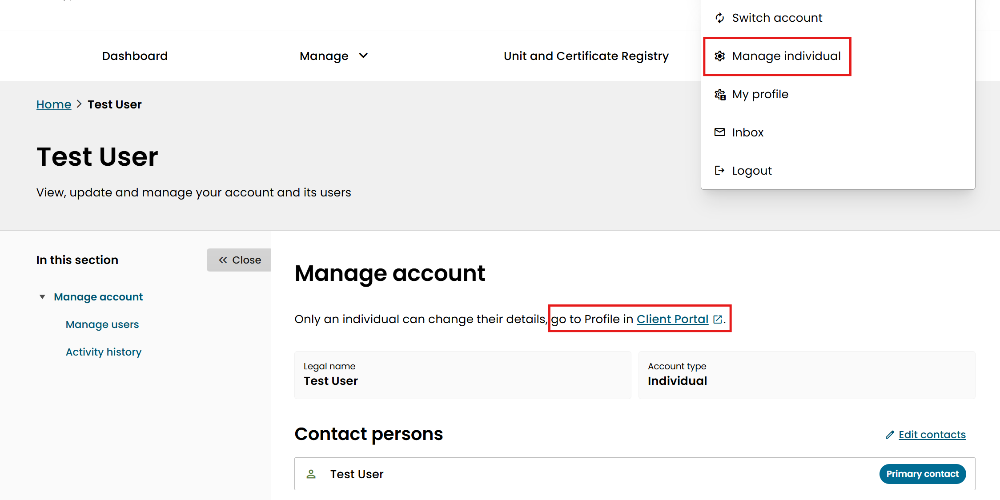 Switch account
Dashboard
Manage
Unit and Certificate Registry
Manage individual
My profile
Inbox
Logout
Home > Test User
Test User
View, update and manage your account and its users
In this section
Close
Manage account
Manage users
Activity history
Manage account
Only an individual can change their details, go to Profile in Client Portal.
Legal name
Test User
Account type
Individual
Contact persons
Edit contacts
Test User
Primary contact